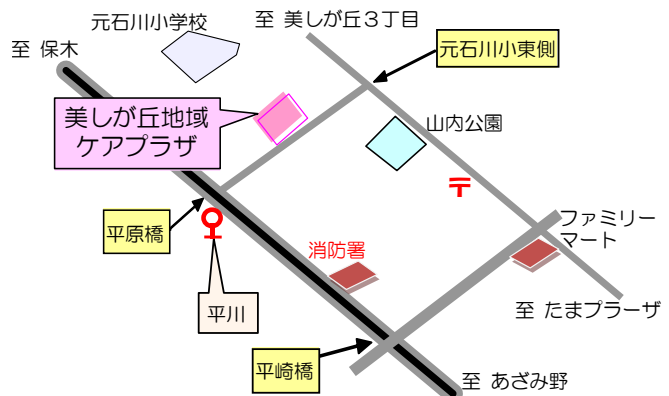 元石川小学校
至 美しが丘３丁目
至 保木
元石川小東側
美しが丘地域
ケアプラザ
山内公園
〒
平原橋
ファミリー
マート
消防署
平川
至 たまプラーザ
平崎橋
至 あざみ野